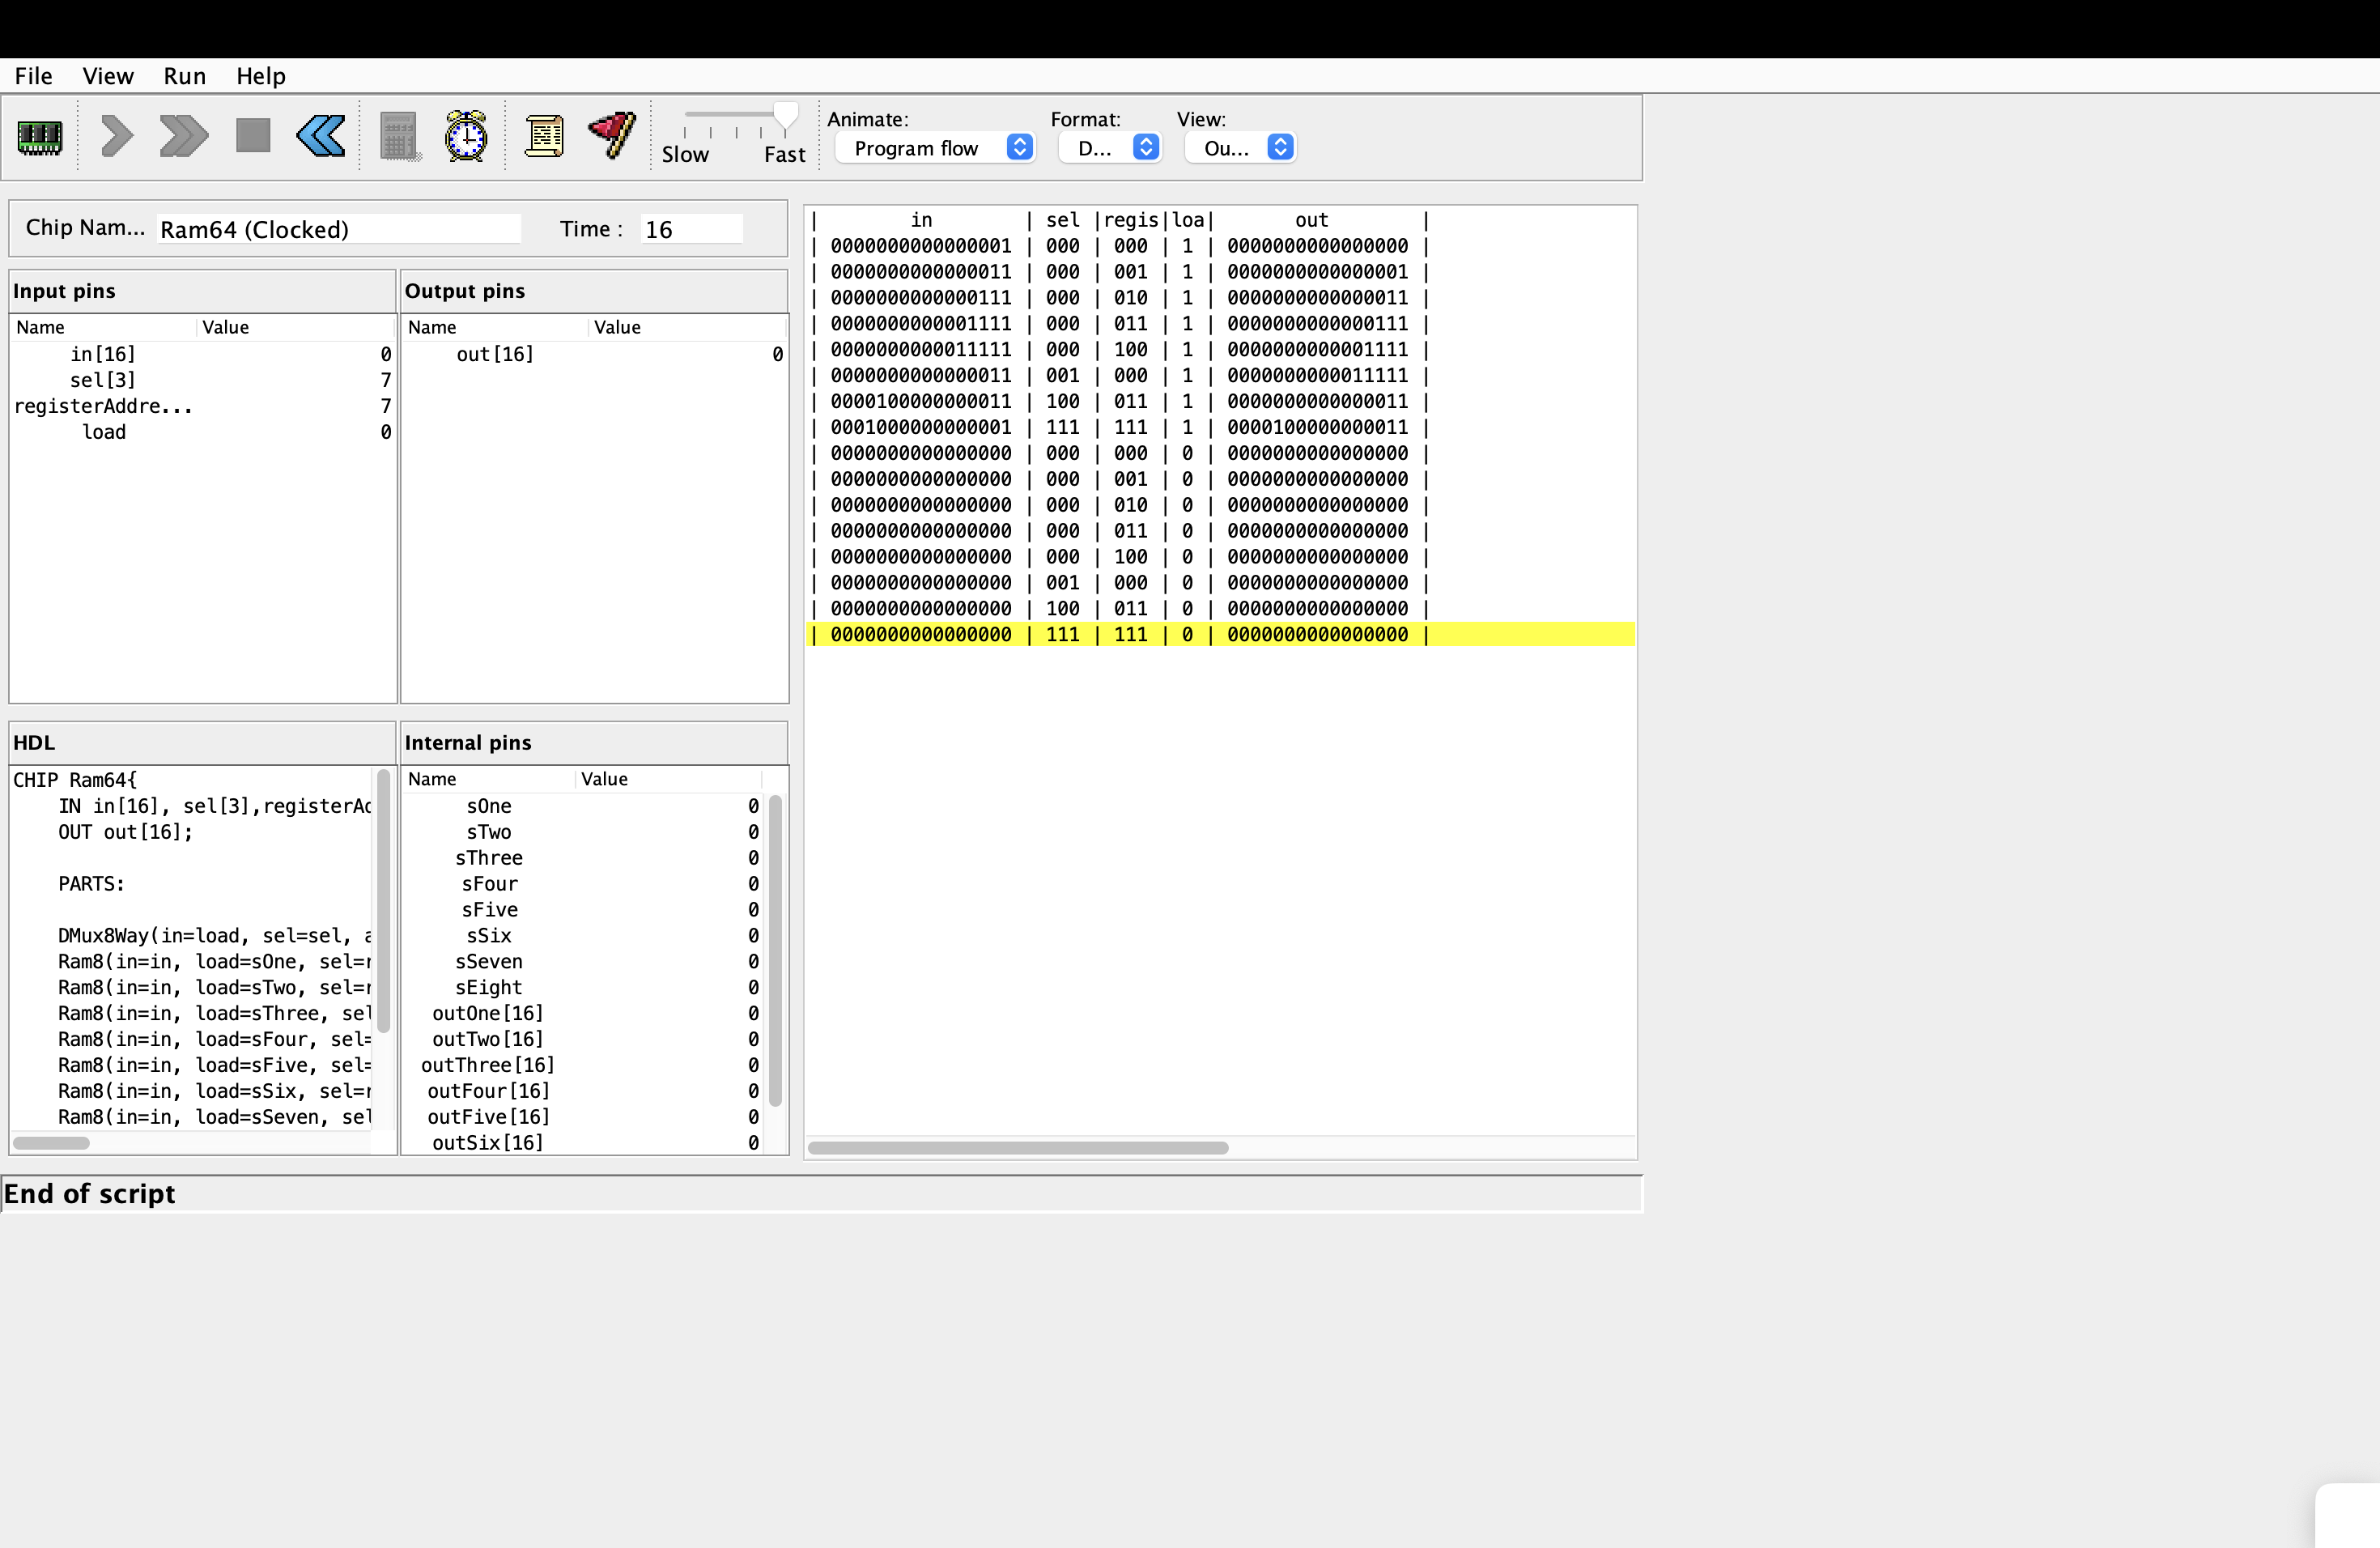 File View Run Help
Slow Fast
Animate: Format: View:
Program flow D... Ou...
Chip Nam... Ram64 (Clocked) Time : 16
Input pins
Name Value
in[16] 0
sel[3] 7
registerAddre... 7
load 0
Output pins
Name Value
out[16] 0
HDL
CHIP Ram64{
IN in[16], sel[3],registerAd
OUT out[16];
PARTS:
DMux8Way(in=load, sel=sel, a
Ram8(in=in, load=sOne, sel=r
Ram8(in=in, load=sTwo, sel=r
Ram8(in=in, load=sThree, sel
Ram8(in=in, load=sFour, sel=
Ram8(in=in, load=sFive, sel=
Ram8(in=in, load=sSix, sel=r
Ram8(in=in, load=sSeven, sel
Internal pins
Name Value
sOne 0
sTwo 0
sThree 0
sFour 0
sFive 0
sSix 0
sSeven 0
sEight 0
outOne[16] 0
outTwo[16] 0
outThree[16] 0
outFour[16] 0
outFive[16] 0
outSix[16] 0
| in | sel |regis|loa| out |
| 0000000000000001 | 000 | 000 | 1 | 0000000000000000 |
| 0000000000000011 | 000 | 001 | 1 | 0000000000000001 |
| 0000000000000111 | 000 | 010 | 1 | 0000000000000011 |
| 0000000000001111 | 000 | 011 | 1 | 0000000000000111 |
| 0000000000011111 | 000 | 100 | 1 | 0000000000001111 |
| 0000000000000011 | 001 | 000 | 1 | 0000000000011111 |
| 0000100000000011 | 100 | 011 | 1 | 0000000000000011 |
| 0001000000000001 | 111 | 111 | 1 | 0000100000000011 |
| 0000000000000000 | 000 | 000 | 0 | 0000000000000000 |
| 0000000000000000 | 000 | 001 | 0 | 0000000000000000 |
| 0000000000000000 | 000 | 010 | 0 | 0000000000000000 |
| 0000000000000000 | 000 | 011 | 0 | 0000000000000000 |
| 0000000000000000 | 000 | 100 | 0 | 0000000000000000 |
| 0000000000000000 | 001 | 000 | 0 | 0000000000000000 |
| 0000000000000000 | 100 | 011 | 0 | 0000000000000000 |
| 0000000000000000 | 111 | 111 | 0 | 0000000000000000 |
End of script